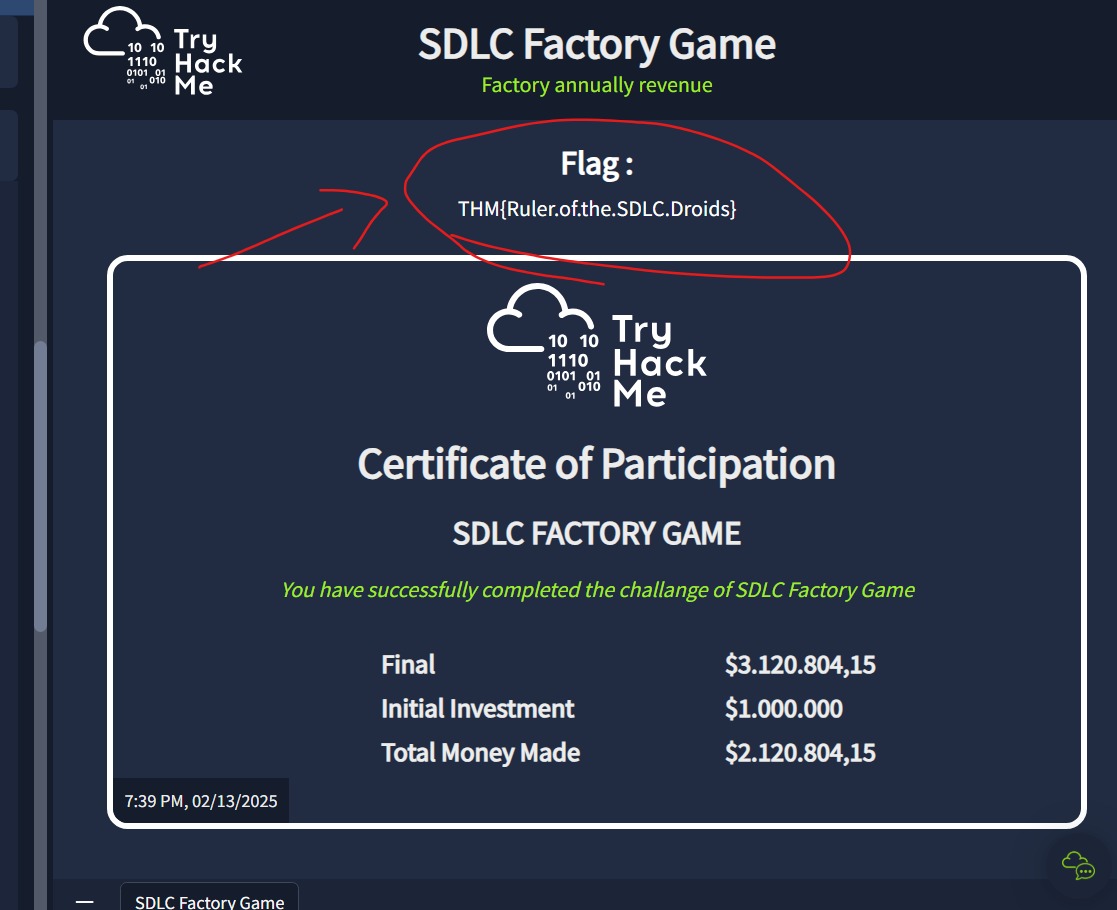 10 10
1110
0101 01
01 010
01
Try
Hack
Me
SDLC Factory Game
Factory annually revenue
Flag :
THM{Ruler.of.the.SDLC.Droids}
10 10
1110
0101 01
01 010
01
Try
Hack
Me
Certificate of Participation
SDLC FACTORY GAME
You have successfully completed the challange of SDLC Factory Game
Final $3.120.804,15
Initial Investment $1.000.000
Total Money Made $2.120.804,15
7:39 PM, 02/13/2025
SDLC Factory Game